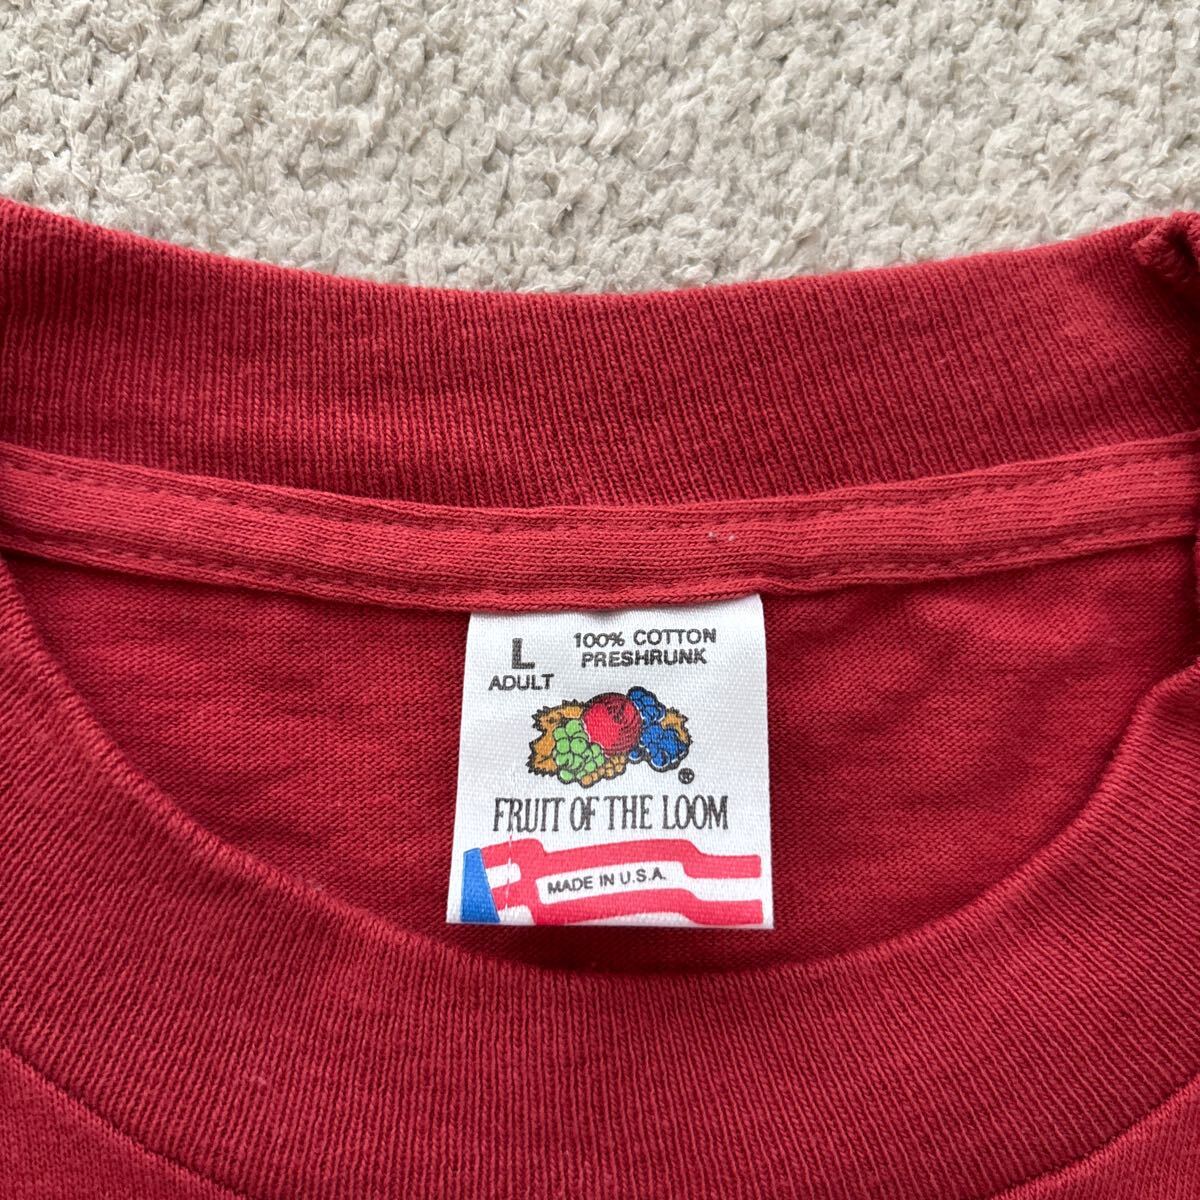 L
ADULT
100% COTTON
PRESHRUNK
®
FRUIT OF THE LOOM
MADE IN U.S.A.